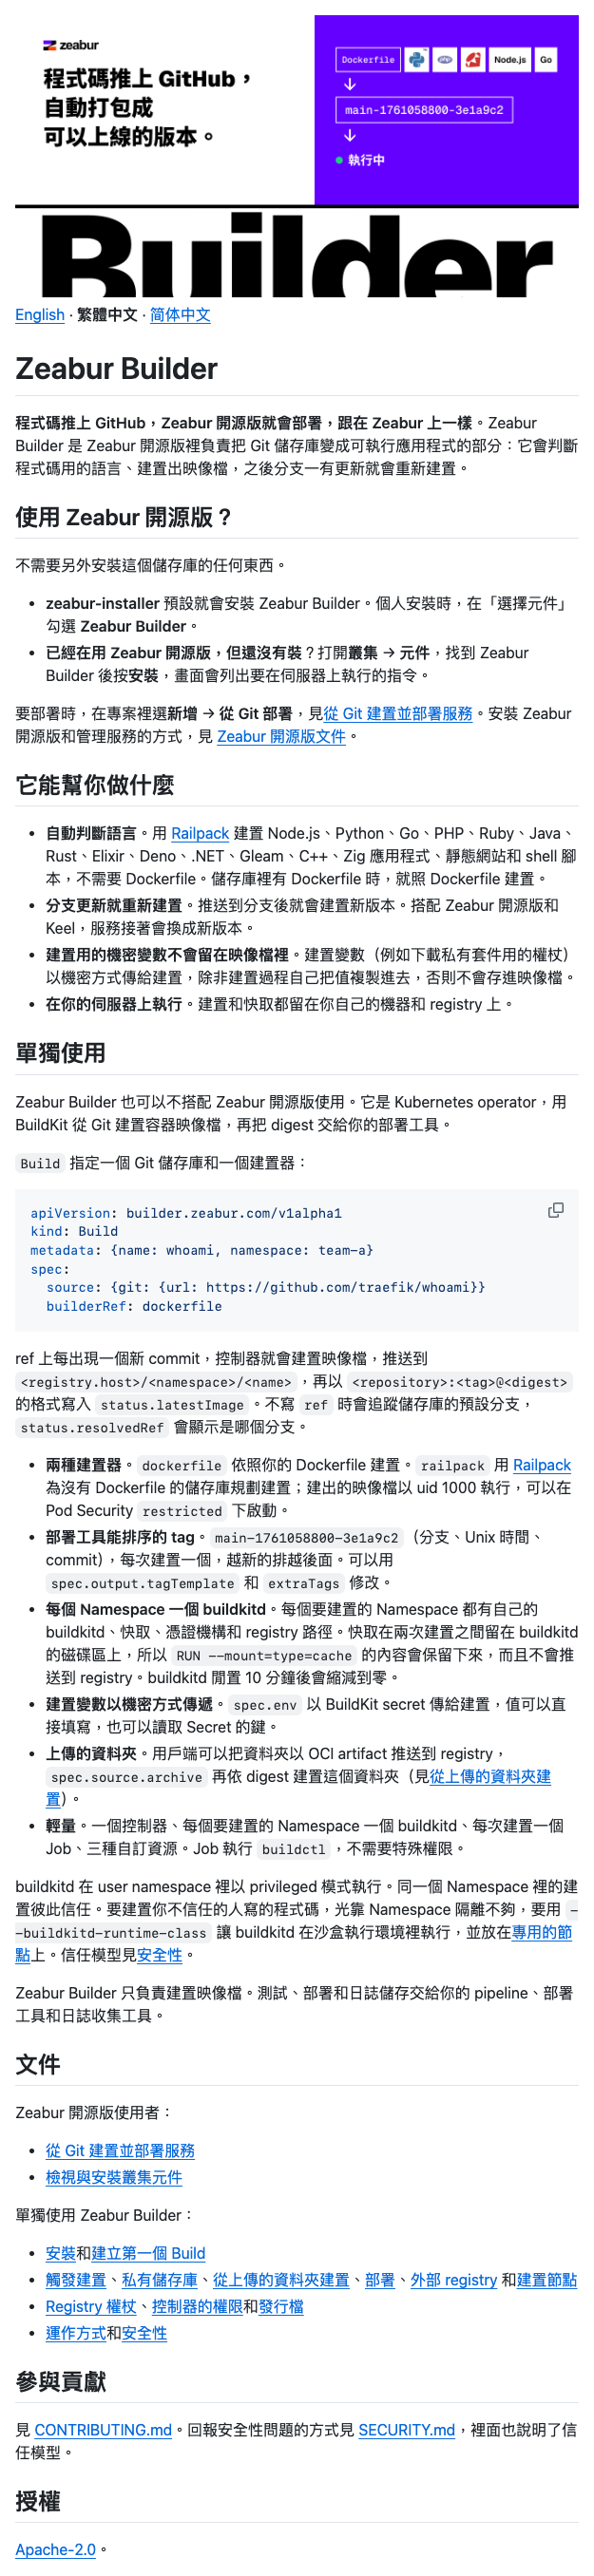 zeabur
程式碼推上 GitHub，
自動打包成
可以上線的版本。
Dockerfile php Node.js Go
main-1761058800-3e1a9c2
執行中
Builder
English · 繁體中文 · 简体中文
Zeabur Builder
程式碼推上 GitHub，Zeabur 開源版就會部署，跟在 Zeabur 上一樣。Zeabur
Builder 是 Zeabur 開源版裡負責把 Git 儲存庫變成可執行應用程式的部分：它會判斷
程式碼用的語言、建置出映像檔，之後分支一有更新就會重新建置。
使用 Zeabur 開源版？
不需要另外安裝這個儲存庫的任何東西。
• zeabur-installer 預設就會安裝 Zeabur Builder。個人安裝時，在「選擇元件」
勾選 Zeabur Builder。
• 已經在用 Zeabur 開源版，但還沒有裝？打開叢集 → 元件，找到 Zeabur
Builder 後按安裝，畫面會列出要在伺服器上執行的指令。
要部署時，在專案裡選新增 → 從 Git 部署，見從 Git 建置並部署服務。安裝 Zeabur
開源版和管理服務的方式，見 Zeabur 開源版文件。
它能幫你做什麼
• 自動判斷語言。用 Railpack 建置 Node.js、Python、Go、PHP、Ruby、Java、
Rust、Elixir、Deno、.NET、Gleam、C++、Zig 應用程式、靜態網站和 shell 腳
本，不需要 Dockerfile。儲存庫裡有 Dockerfile 時，就照 Dockerfile 建置。
• 分支更新就重新建置。推送到分支後就會建置新版本。搭配 Zeabur 開源版和
Keel，服務接著會換成新版本。
• 建置用的機密變數不會留在映像檔裡。建置變數（例如下載私有套件用的權杖）
以機密方式傳給建置，除非建置過程自己把值複製進去，否則不會存進映像檔。
• 在你的伺服器上執行。建置和快取都留在你自己的機器和 registry 上。
單獨使用
Zeabur Builder 也可以不搭配 Zeabur 開源版使用。它是 Kubernetes operator，用
BuildKit 從 Git 建置容器映像檔，再把 digest 交給你的部署工具。
Build 指定一個 Git 儲存庫和一個建置器：
apiVersion: builder.zeabur.com/v1alpha1
kind: Build
metadata: {name: whoami, namespace: team-a}
spec:
  source: {git: {url: https://github.com/traefik/whoami}}
  builderRef: dockerfile
ref 上每出現一個新 commit，控制器就會建置映像檔，推送到
<registry.host>/<namespace>/<name>，再以 <repository>:<tag>@<digest>
的格式寫入 status.latestImage。不寫 ref 時會追蹤儲存庫的預設分支，
status.resolvedRef 會顯示是哪個分支。
• 兩種建置器。dockerfile 依照你的 Dockerfile 建置。railpack 用 Railpack
為沒有 Dockerfile 的儲存庫規劃建置；建出的映像檔以 uid 1000 執行，可以在
Pod Security restricted 下啟動。
• 部署工具能排序的 tag。main-1761058800-3e1a9c2（分支、Unix 時間、
commit），每次建置一個，越新的排越後面。可以用
spec.output.tagTemplate 和 extraTags 修改。
• 每個 Namespace 一個 buildkitd。每個要建置的 Namespace 都有自己的
buildkitd、快取、憑證機構和 registry 路徑。快取在兩次建置之間留在 buildkitd
的磁碟區上，所以 RUN --mount=type=cache 的內容會保留下來，而且不會推
送到 registry。buildkitd 閒置 10 分鐘後會縮減到零。
• 建置變數以機密方式傳遞。spec.env 以 BuildKit secret 傳給建置，值可以直
接填寫，也可以讀取 Secret 的鍵。
• 上傳的資料夾。用戶端可以把資料夾以 OCI artifact 推送到 registry，
spec.source.archive 再依 digest 建置這個資料夾（見從上傳的資料夾建
置）。
• 輕量。一個控制器、每個要建置的 Namespace 一個 buildkitd、每次建置一個
Job、三種自訂資源。Job 執行 buildctl，不需要特殊權限。
buildkitd 在 user namespace 裡以 privileged 模式執行。同一個 Namespace 裡的建
置彼此信任。要建置你不信任的人寫的程式碼，光靠 Namespace 隔離不夠，要用 -
-buildkitd-runtime-class 讓 buildkitd 在沙盒執行環境裡執行，並放在專用的節
點上。信任模型見安全性。
Zeabur Builder 只負責建置映像檔。測試、部署和日誌儲存交給你的 pipeline、部署
工具和日誌收集工具。
文件
Zeabur 開源版使用者：
• 從 Git 建置並部署服務
• 檢視與安裝叢集元件
單獨使用 Zeabur Builder：
• 安裝和建立第一個 Build
• 觸發建置、私有儲存庫、從上傳的資料夾建置、部署、外部 registry 和建置節點
• Registry 權杖、控制器的權限和發行檔
• 運作方式和安全性
參與貢獻
見 CONTRIBUTING.md。回報安全性問題的方式見 SECURITY.md，裡面也說明了信
任模型。
授權
Apache-2.0。